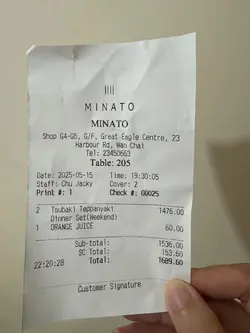 MINATO
MINATO
Shop G4-G5, G/F, Great Eagle Centre, 23
Harbour Rd, Wan Chai
Tel: 23450663
Table: 205
Date: 2025-05-15 Time: 19:30:05
Staff: Chu Jacky Cover: 2
Print #: 1 Check #: 00025
2 Tsubaki Teppanyaki 1476.00
Dinner Set(Weekend)
1 ORANGE JUICE 60.00
Sub-total: 1536.00
SC Total: 153.60
22:20:28 Total: 1689.60
Customer Signature